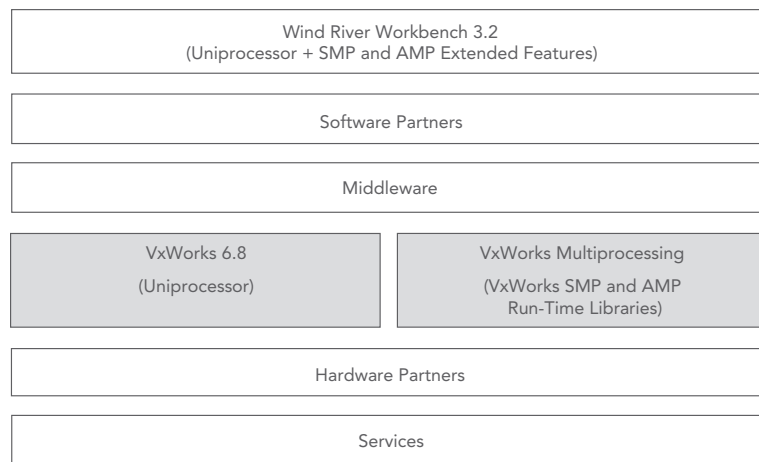 Wind River Workbench 3.2
(Uniprocessor + SMP and AMP Extended Features)
Software Partners
Middleware
VxWorks 6.8
(Uniprocessor)
VxWorks Multiprocessing
(VxWorks SMP and AMP
Run-Time Libraries)
Hardware Partners
Services